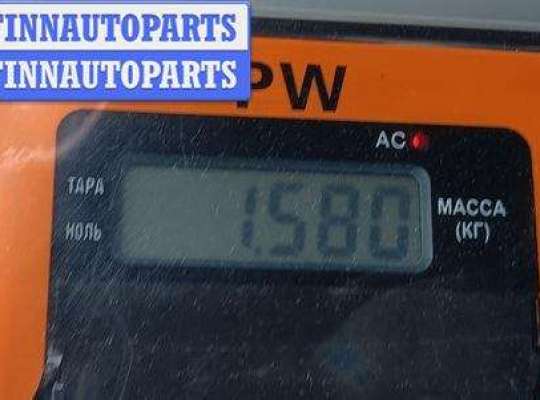 FINNAUTOPARTS
FINNAUTOPARTS
PW
AC
ТАРА
НОЛЬ
1.580
МАССА
(КГ)